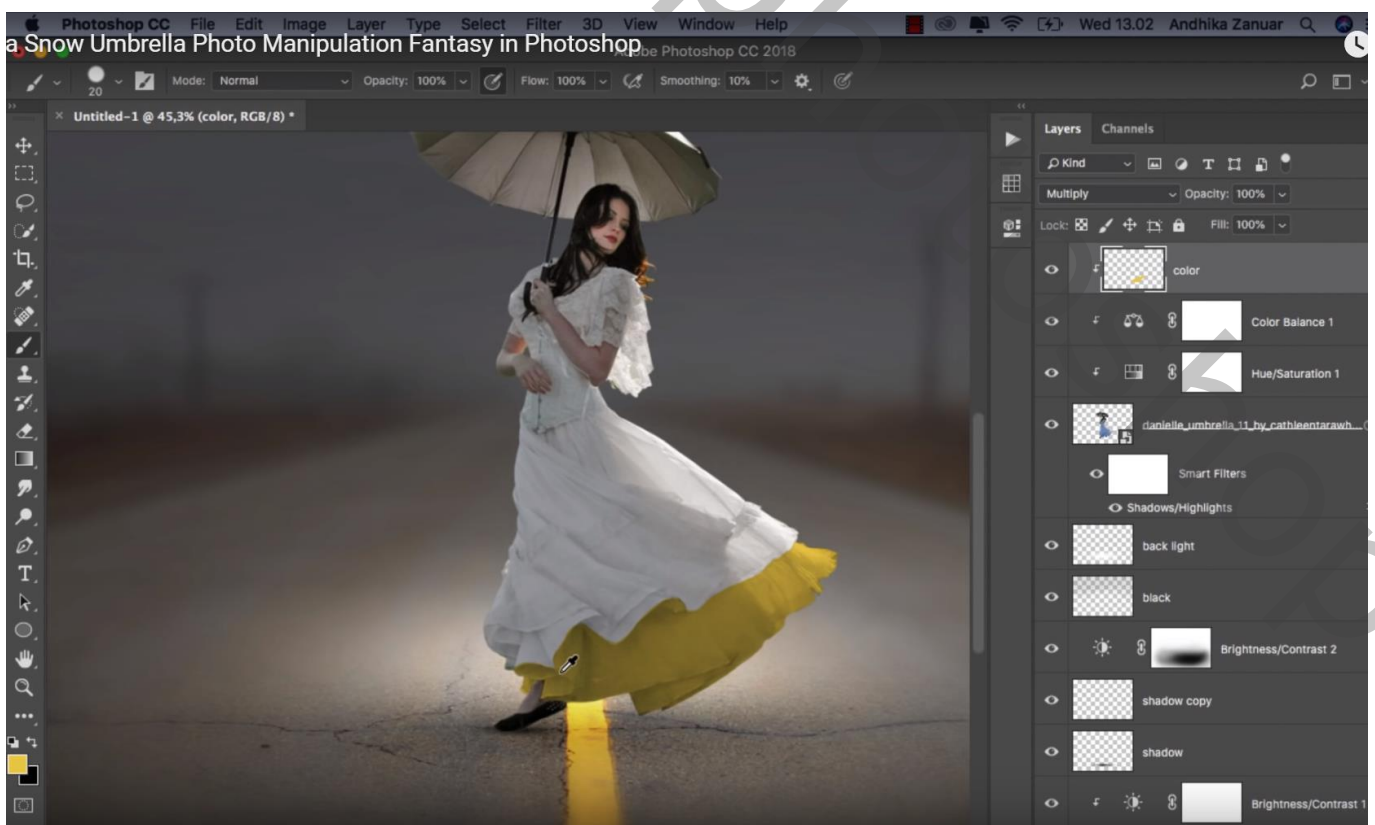 Photoshop CC File Edit Image Layer Type Select Filter 3D View Window Help Wed 13.02 Andhika Zanuar
a Snow Umbrella Photo Manipulation Fantasy in Photoshop
be Photoshop CC 2018
20 Mode: Normal Opacity: 100% Flow: 100% Smoothing: 10%
× Untitled-1 @ 45,3% (color, RGB/8) *
Layers Channels
Kind
Multiply Opacity: 100%
Lock: Fill: 100%
color
Color Balance 1
Hue/Saturation 1
danielle_umbrella_11_by_cathleentarawh...
Smart Filters
Shadows/Highlights
back light
black
Brightness/Contrast 2
shadow copy
shadow
Brightness/Contrast 1